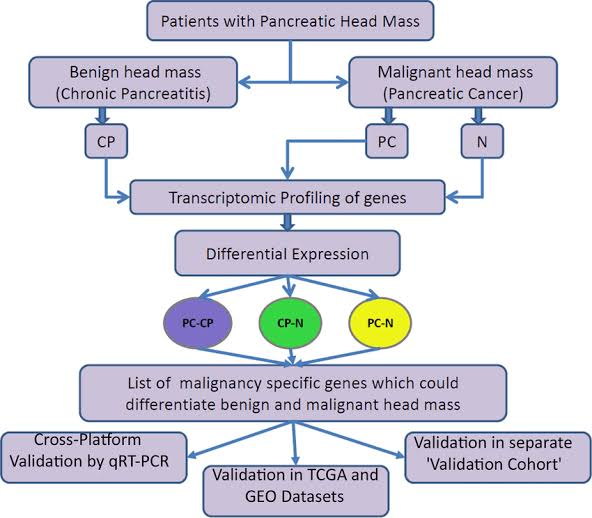 Patients with Pancreatic Head Mass
Benign head mass
(Chronic Pancreatitis)
Malignant head mass
(Pancreatic Cancer)
CP
PC
N
Transcriptomic Profiling of genes
Differential Expression
PC-CP
CP-N
PC-N
List of malignancy specific genes which could
differentiate benign and malignant head mass
Cross-Platform
Validation by qRT-PCR
Validation in TCGA and
GEO Datasets
Validation in separate
'Validation Cohort'